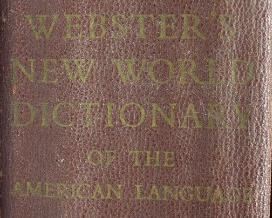 WEBSTER'S
NEW WORLD
DICTIONARY
OF THE
AMERICAN LANGUAGE